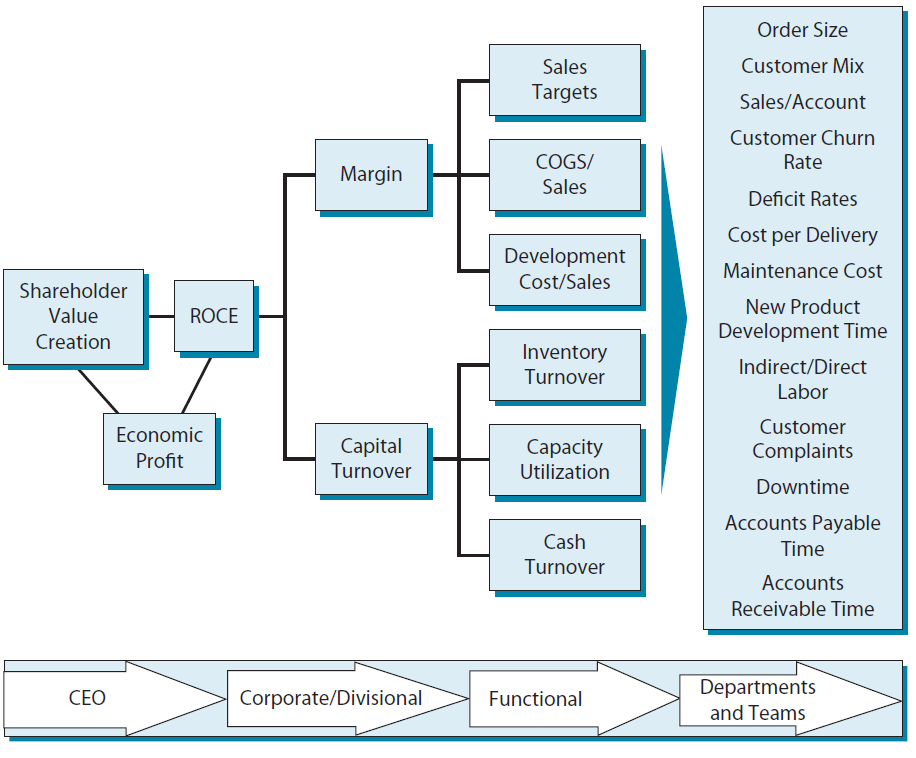 Shareholder
Value
Creation
ROCE
Economic
Profit
Margin
Capital
Turnover
Sales
Targets
COGS/
Sales
Development
Cost/Sales
Inventory
Turnover
Capacity
Utilization
Cash
Turnover
Order Size
Customer Mix
Sales/Account
Customer Churn
Rate
Deficit Rates
Cost per Delivery
Maintenance Cost
New Product
Development Time
Indirect/Direct
Labor
Customer
Complaints
Downtime
Accounts Payable
Time
Accounts
Receivable Time
CEO
Corporate/Divisional
Functional
Departments
and Teams